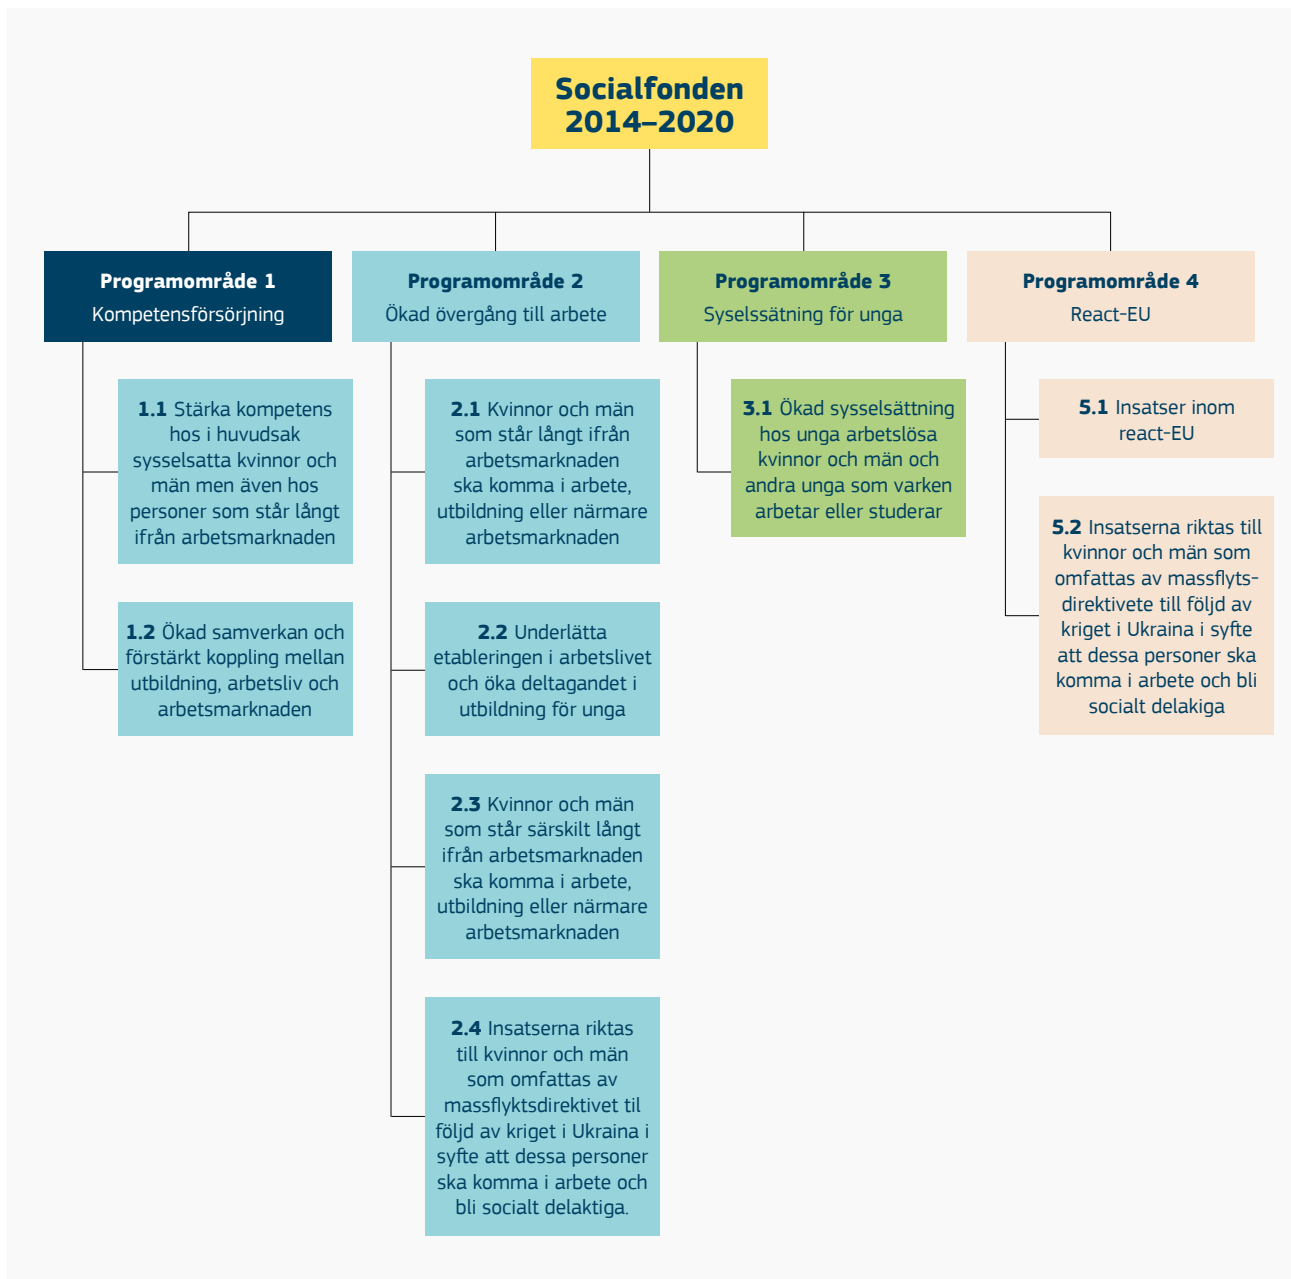 Socialfonden
2014–2020
Programområde 1
Kompetensförsörjning
Programområde 2
Ökad övergång till arbete
Programområde 3
Syselssätning för unga
Programområde 4
React-EU
1.1 Stärka kompetens
hos i huvudsak
sysselsatta kvinnor och
män men även hos
personer som står långt
ifrån arbetsmarknaden
1.2 Ökad samverkan och
förstärkt koppling mellan
utbildning, arbetsliv och
arbetsmarknaden
2.1 Kvinnor och män
som står långt ifrån
arbetsmarknaden
ska komma i arbete,
utbildning eller närmare
arbetsmarknaden
2.2 Underlätta
etableringen i arbetslivet
och öka deltagandet i
utbildning för unga
2.3 Kvinnor och män
som står särskilt långt
ifrån arbetsmarknaden
ska komma i arbete,
utbildning eller närmare
arbetsmarknaden
2.4 Insatserna riktas
till kvinnor och män
som omfattas av
massflyktsdirektivet til
följd av kriget i Ukraina i
syfte att dessa personer
ska komma i arbete och
bli socialt delaktiga.
3.1 Ökad sysselsättning
hos unga arbetslösa
kvinnor och män och
andra unga som varken
arbetar eller studerar
5.1 Insatser inom
react-EU
5.2 Insatserna riktas till
kvinnor och män som
omfattas av massflyts-
direktivete till följd av
kriget i Ukraina i syfte
att dessa personer ska
komma i arbete och bli
socialt delakiga